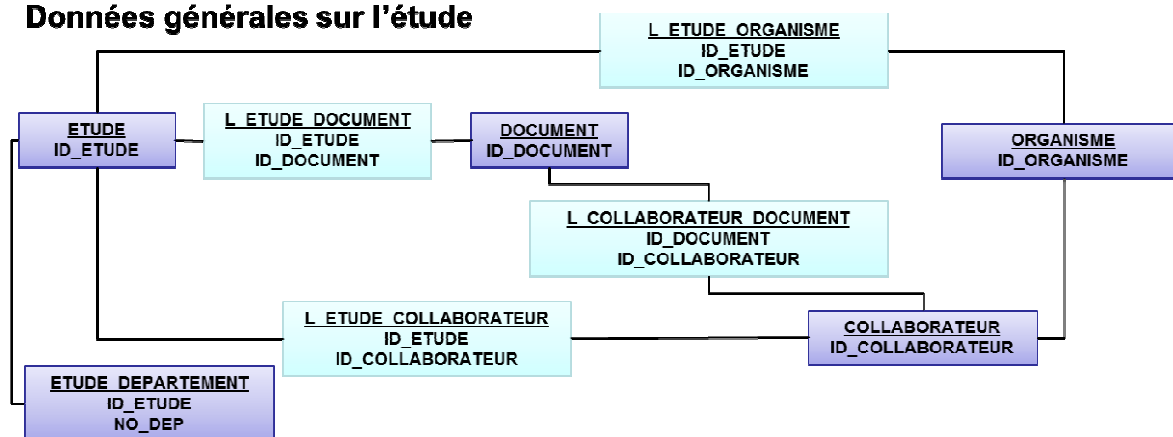 Données générales sur l’étude
L_ETUDE_ORGANISME
ID_ETUDE
ID_ORGANISME
ETUDE
ID_ETUDE
L_ETUDE_DOCUMENT
ID_ETUDE
ID_DOCUMENT
DOCUMENT
ID_DOCUMENT
ORGANISME
ID_ORGANISME
L_COLLABORATEUR_DOCUMENT
ID_DOCUMENT
ID_COLLABORATEUR
L_ETUDE_COLLABORATEUR
ID_ETUDE
ID_COLLABORATEUR
COLLABORATEUR
ID_COLLABORATEUR
ETUDE_DEPARTEMENT
ID_ETUDE
NO_DEP